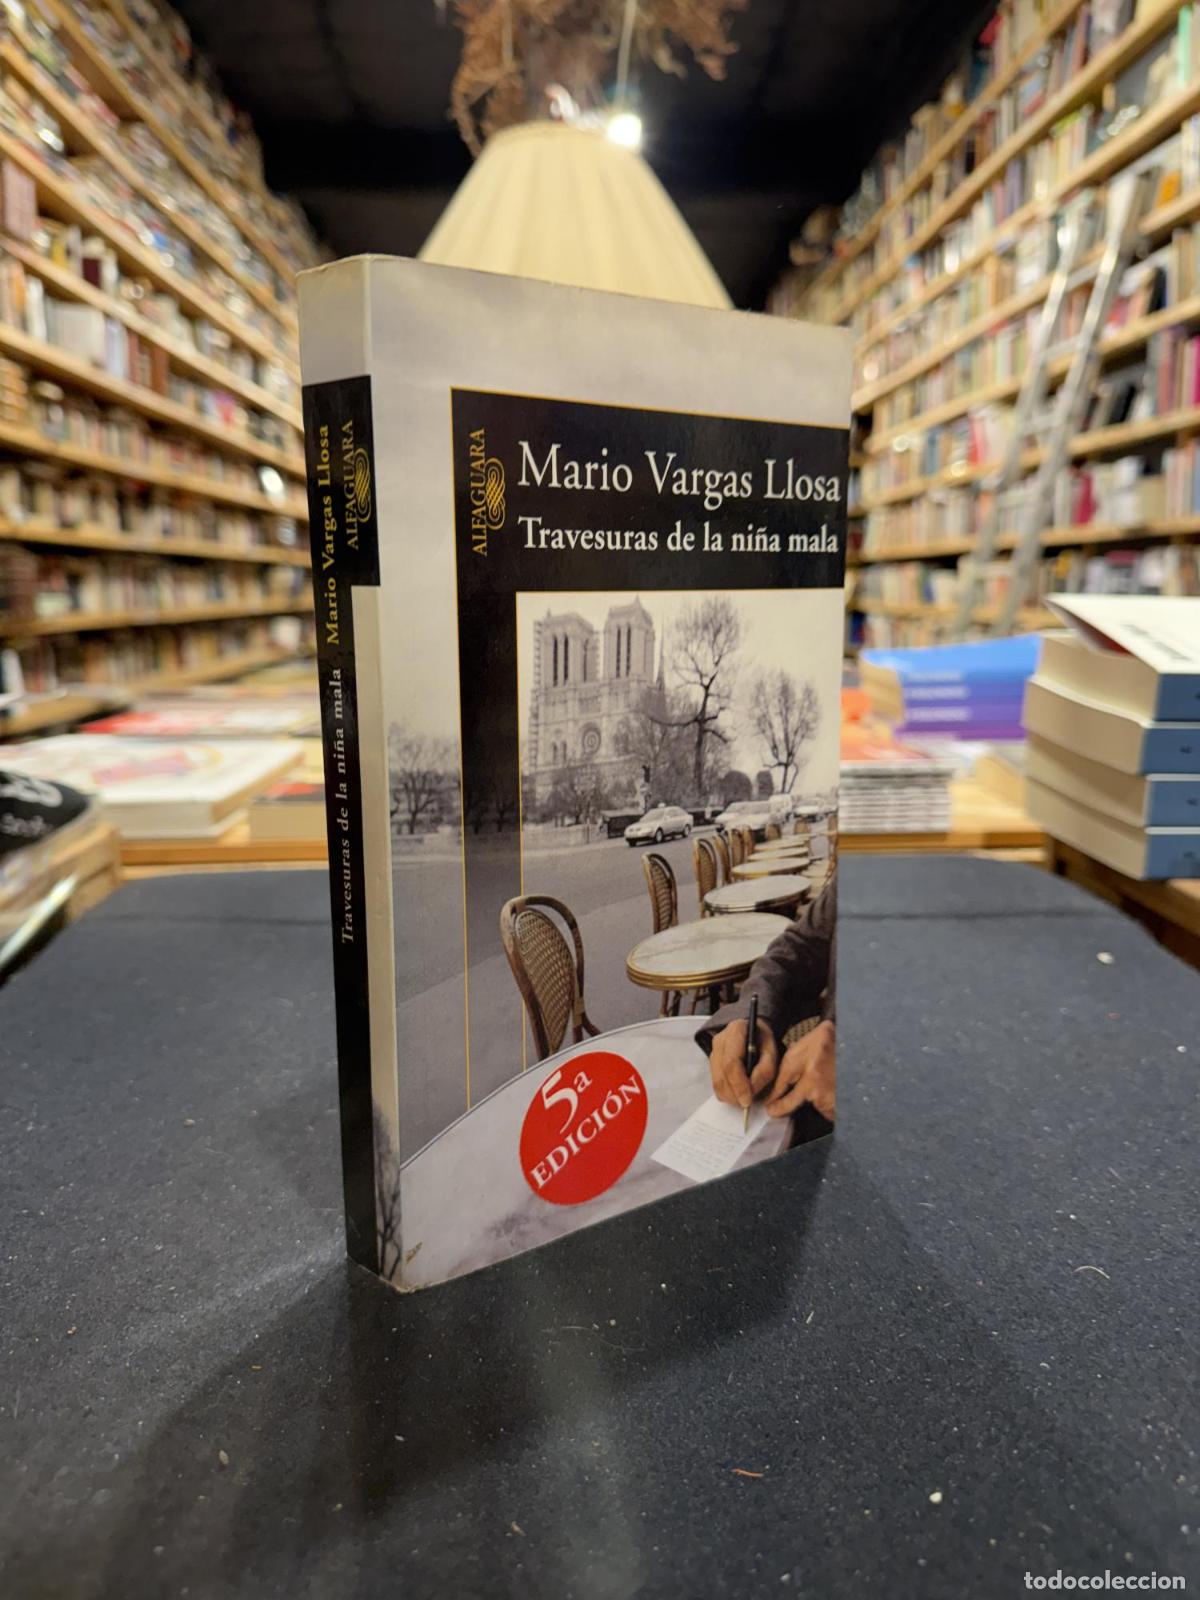 Mario Vargas Llosa
Travesuras de la niña mala
ALFAGUARA
5a
EDICIÓN
Travesuras de la niña mala Mario Vargas Llosa
ALFAGUARA
todocoleccion